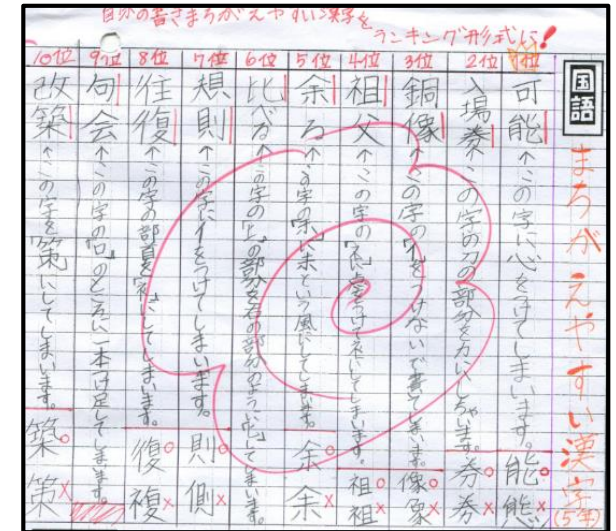 自分の書きまちがえやすい漢字を
ランキング形式に!
国語 まちがえやすい漢字(5年)
1位 可能 ↑この字に心をつけてしまいます。 能○ 態×
2位 入場券 ↑この字の刀の部分を力にしちゃいます。 券○
3位 銅像 ↑この字の「イ」をつけないで書いてしまいます。 像○ 象×
4位 祖父 ↑この字の「ネ」に点をつけてネにしてしまいます。 祖○ 祖×
5位 余る ↑この字の「余」に未という風にしてしまいます。 余○ 余×
6位 比べる ↑この字の「上」の部分を右の部分のように「比」してしまいます。
7位 規則 ↑この字にイをつけてしまいます。 則○ 側×
8位 往復 ↑この字の部首を「ネ」にしてしまいます。 復○ 複×
9位 句会 ↑この字の「口」のところに一本つけ足してしまいます。
10位 改築 ↑この字を「策」にしてしまいます。 築○ 策×